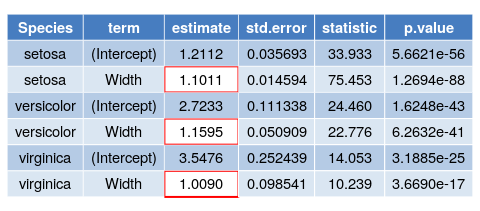 Species term estimate std.error statistic p.value
setosa (Intercept) 1.2112 0.035693 33.933 5.6621e-56
setosa Width 1.1011 0.014594 75.453 1.2694e-88
versicolor (Intercept) 2.7233 0.111338 24.460 1.6248e-43
versicolor Width 1.1595 0.050909 22.776 6.2632e-41
virginica (Intercept) 3.5476 0.252439 14.053 3.1885e-25
virginica Width 1.0090 0.098541 10.239 3.6690e-17